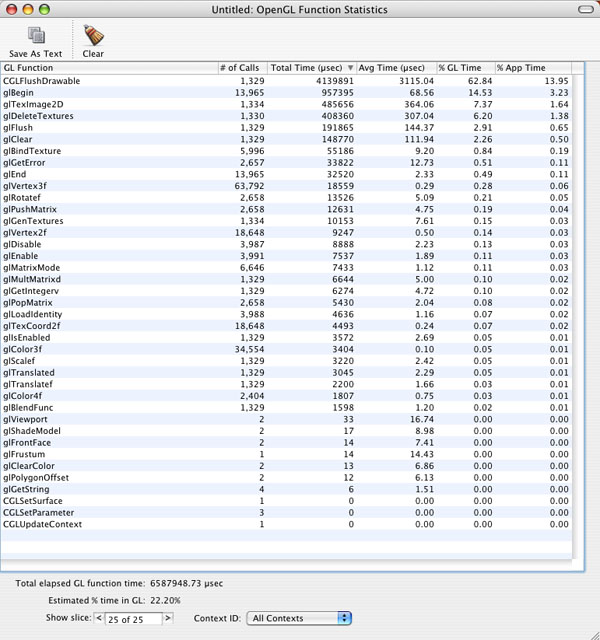 Untitled: OpenGL Function Statistics
Save As Text Clear
GL Function # of Calls Total Time (µsec) Avg Time (µsec) % GL Time % App Time
CGLFlushDrawable 1,329 4139891 3115.04 62.84 13.95
glBegin 13,965 957395 68.56 14.53 3.23
glTexImage2D 1,334 485656 364.06 7.37 1.64
glDeleteTextures 1,330 408360 307.04 6.20 1.38
glFlush 1,329 191865 144.37 2.91 0.65
glClear 1,329 148770 111.94 2.26 0.50
glBindTexture 5,996 55186 9.20 0.84 0.19
glGetError 2,657 33822 12.73 0.51 0.11
glEnd 13,965 32520 2.33 0.49 0.11
glVertex3f 63,792 18559 0.29 0.28 0.06
glRotatef 2,658 13526 5.09 0.21 0.05
glPushMatrix 2,658 12631 4.75 0.19 0.04
glGenTextures 1,334 10153 7.61 0.15 0.03
glVertex2f 18,648 9247 0.50 0.14 0.03
glDisable 3,987 8888 2.23 0.13 0.03
glEnable 3,991 7537 1.89 0.11 0.03
glMatrixMode 6,646 7433 1.12 0.11 0.03
glMultMatrixd 1,329 6644 5.00 0.10 0.02
glGetIntegerv 1,329 6274 4.72 0.10 0.02
glPopMatrix 2,658 5430 2.04 0.08 0.02
glLoadIdentity 3,988 4636 1.16 0.07 0.02
glTexCoord2f 18,648 4493 0.24 0.07 0.02
glIsEnabled 1,329 3572 2.69 0.05 0.01
glColor3f 34,554 3404 0.10 0.05 0.01
glScalef 1,329 3220 2.42 0.05 0.01
glTranslated 1,329 3045 2.29 0.05 0.01
glTranslatef 1,329 2200 1.66 0.03 0.01
glColor4f 2,404 1807 0.75 0.03 0.01
glBlendFunc 1,329 1598 1.20 0.02 0.01
glViewport 2 33 16.74 0.00 0.00
glShadeModel 2 17 8.98 0.00 0.00
glFrontFace 2 14 7.41 0.00 0.00
glFrustum 1 14 14.43 0.00 0.00
glClearColor 2 13 6.86 0.00 0.00
glPolygonOffset 2 12 6.13 0.00 0.00
glGetString 4 6 1.51 0.00 0.00
CGLSetSurface 1 0 0.00 0.00 0.00
CGLSetParameter 3 0 0.00 0.00 0.00
CGLUpdateContext 1 0 0.00 0.00 0.00
Total elapsed GL function time: 6587948.73 µsec
Estimated % time in GL: 22.20%
Show slice: < 25 of 25 > Context ID: All Contexts